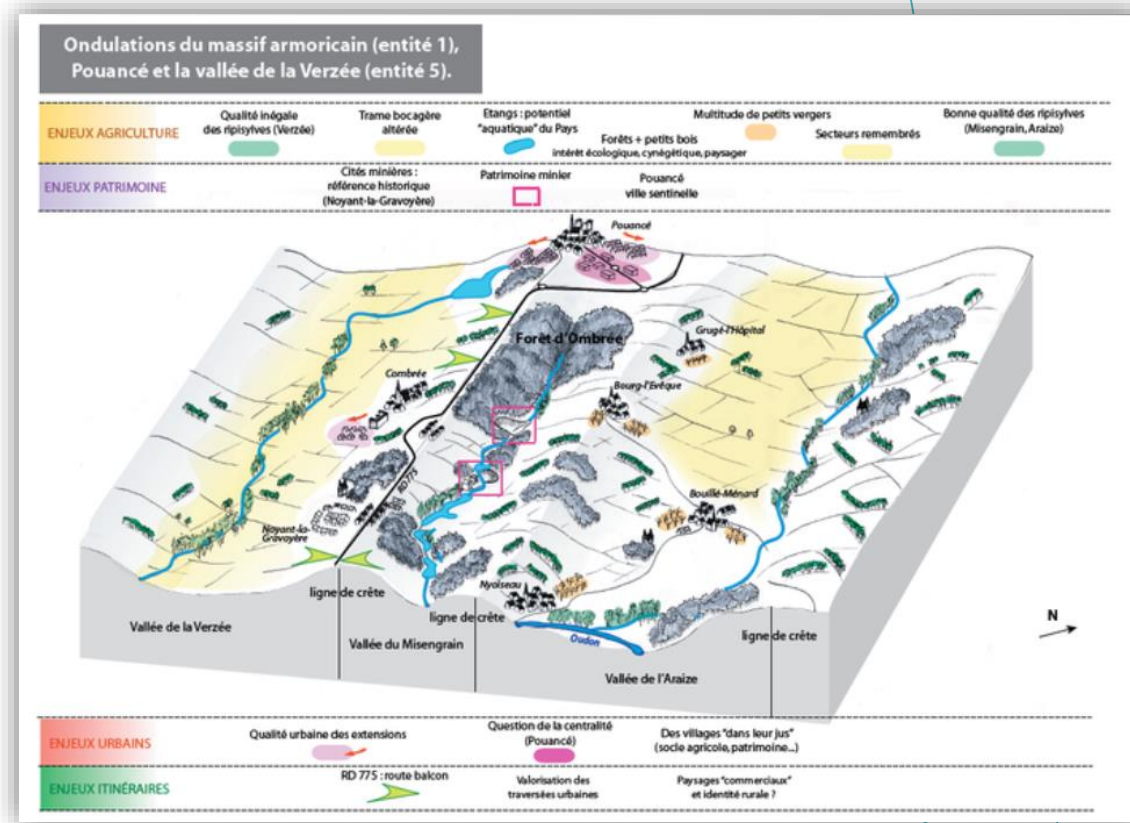 Ondulations du massif armoricain (entité 1),
Pouancé et la vallée de la Verzée (entité 5).
ENJEUX AGRICULTURE
Qualité inégale
des ripisylves (Verzée)
Trame bocagère
altérée
Etangs : potentiel
"aquatique" du Pays
Forêts + petits bois
intérêt écologique, cynégètique, paysager
Multitude de petits vergers
Secteurs remembrés
Bonne qualité des ripisylves
(Misengrain, Araize)
ENJEUX PATRIMOINE
Cités minières :
référence historique
(Noyant-la-Gravoyère)
Patrimoine minier
Pouancé
ville sentinelle
Pouancé
Forêt d'Ombrée
Grugé-l'Hôpital
Combrée
Bourg-l'Evêque
RD 775
Bouillé-Ménard
Noyant-la-
Gravoyère
Nyoiseau
ligne de crête
ligne de crête
ligne de crête
Oudon
N
Vallée de la Verzée
Vallée du Misengrain
Vallée de l'Araize
ENJEUX URBAINS
Qualité urbaine des extensions
Question de la centralité
(Pouancé)
Des villages "dans leur jus"
(socle agricole, patrimoine...)
ENJEUX ITINÉRAIRES
RD 775 : route balcon
Valorisation des
traversées urbaines
Paysages "commerciaux"
et identité rurale ?